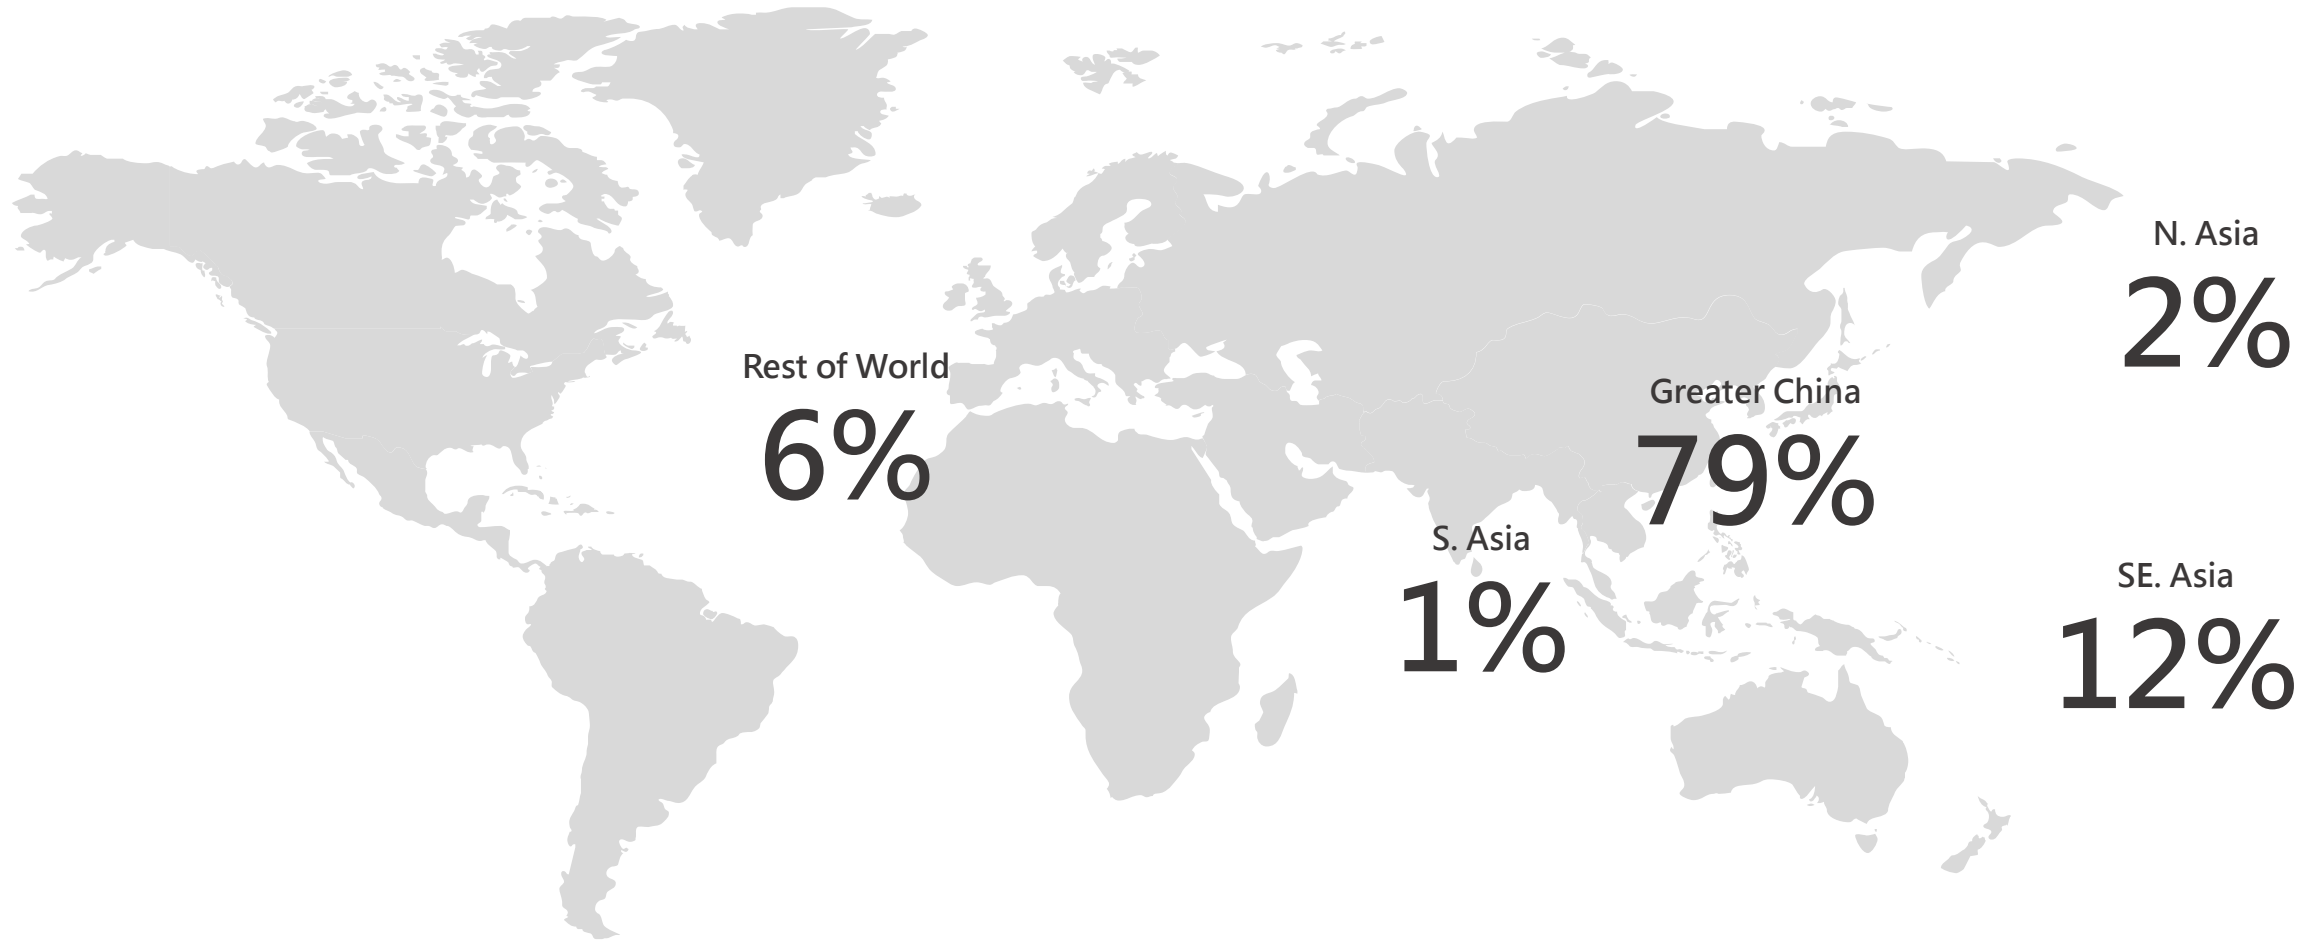 N. Asia
2%
Rest of World
6%
Greater China
79%
S. Asia
1%
SE. Asia
12%